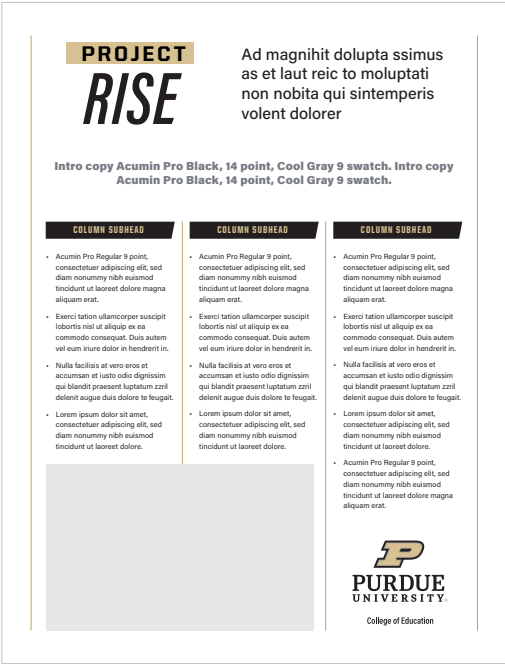 PROJECT
RISE
Ad magnihit dolupta ssimus
as et laut reic to moluptati
non nobita qui sintemperis
volent dolorer
Intro copy Acumin Pro Black, 14 point, Cool Gray 9 swatch. Intro copy
Acumin Pro Black, 14 point, Cool Gray 9 swatch.
COLUMN SUBHEAD
• Acumin Pro Regular 9 point,
consectetuer adipiscing elit, sed
diam nonummy nibh euismod
tincidunt ut laoreet dolore magna
aliquam erat.
• Exerci tation ullamcorper suscipit
lobortis nisl ut aliquip ex ea
commodo consequat. Duis autem
vel eum iriure dolor in hendrerit in.
• Nulla facilisis at vero eros et
accumsan et iusto odio dignissim
qui blandit praesent luptatum zzril
delenit augue duis dolore te feugait.
• Lorem ipsum dolor sit amet,
consectetuer adipiscing elit, sed
diam nonummy nibh euismod
tincidunt ut laoreet dolore.
COLUMN SUBHEAD
• Acumin Pro Regular 9 point,
consectetuer adipiscing elit, sed
diam nonummy nibh euismod
tincidunt ut laoreet dolore magna
aliquam erat.
• Exerci tation ullamcorper suscipit
lobortis nisl ut aliquip ex ea
commodo consequat. Duis autem
vel eum iriure dolor in hendrerit in.
• Nulla facilisis at vero eros et
accumsan et iusto odio dignissim
qui blandit praesent luptatum zzril
delenit augue duis dolore te feugait.
• Lorem ipsum dolor sit amet,
consectetuer adipiscing elit, sed
diam nonummy nibh euismod
tincidunt ut laoreet dolore.
COLUMN SUBHEAD
• Acumin Pro Regular 9 point,
consectetuer adipiscing elit, sed
diam nonummy nibh euismod
tincidunt ut laoreet dolore magna
aliquam erat.
• Exerci tation ullamcorper suscipit
lobortis nisl ut aliquip ex ea
commodo consequat. Duis autem
vel eum iriure dolor in hendrerit in.
• Nulla facilisis at vero eros et
accumsan et iusto odio dignissim
qui blandit praesent luptatum zzril
delenit augue duis dolore te feugait.
• Lorem ipsum dolor sit amet,
consectetuer adipiscing elit, sed
diam nonummy nibh euismod
tincidunt ut laoreet dolore.
• Acumin Pro Regular 9 point,
consectetuer adipiscing elit, sed
diam nonummy nibh euismod
tincidunt ut laoreet dolore magna
aliquam erat.
P
PURDUE
UNIVERSITY®
College of Education